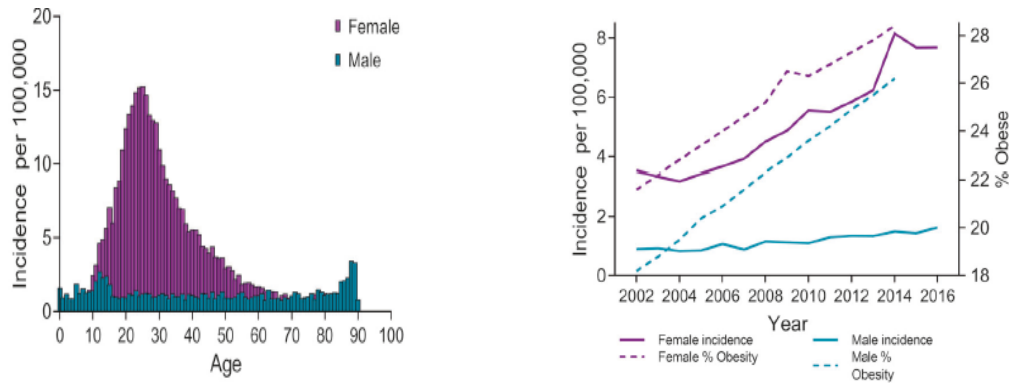 20
15
10
5
0
Incidence per 100,000
Female
Male
0 10 20 30 40 50 60 70 80 90 100
Age
8
6
4
2
0
Incidence per 100,000
28
26
24
22
20
18
% Obese
2002 2004 2006 2008 2010 2012 2014 2016
Year
Female incidence
Female % Obesity
Male incidence
Male %
Obesity